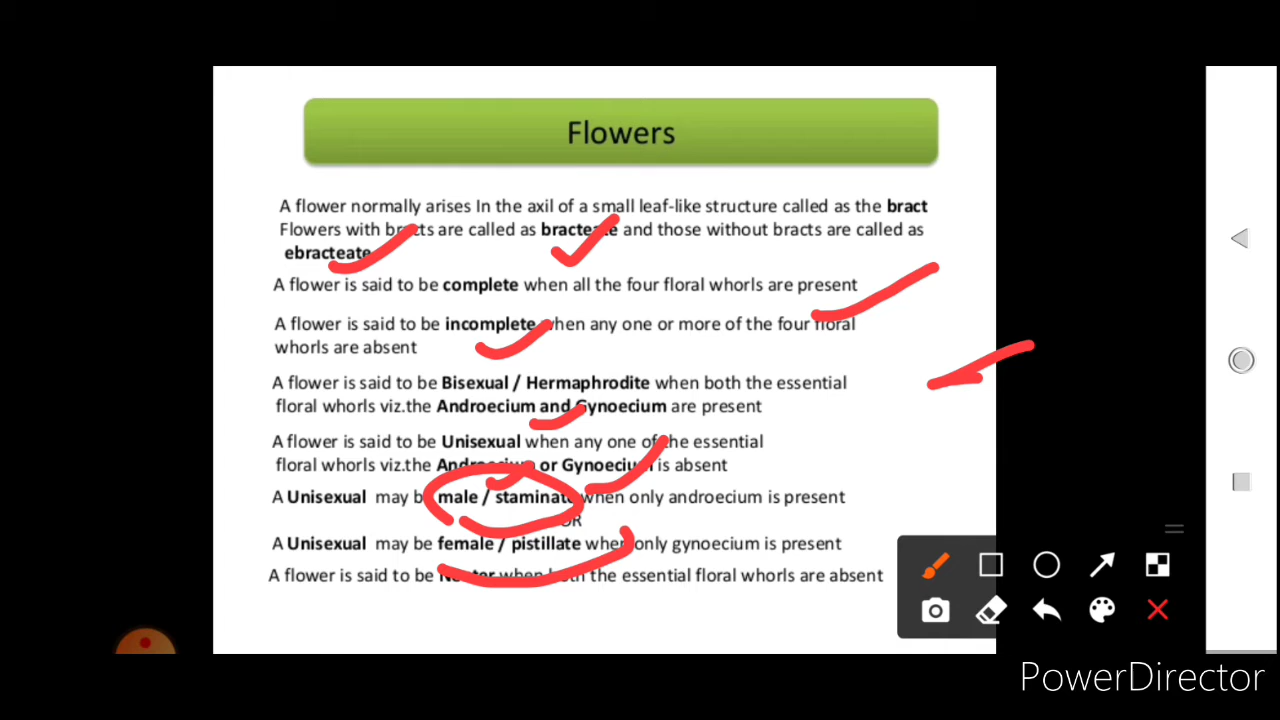 Flowers
A flower normally arises In the axil of a small leaf-like structure called as the bract
Flowers with bracts are called as bracteate and those without bracts are called as
ebracteate
A flower is said to be complete when all the four floral whorls are present
A flower is said to be incomplete when any one or more of the four floral
whorls are absent
A flower is said to be Bisexual / Hermaphrodite when both the essential
floral whorls viz.the Androecium and Gynoecium are present
A flower is said to be Unisexual when any one of the essential
floral whorls viz.the Androecium or Gynoecium is absent
A Unisexual may be male / staminate when only androecium is present
OR
A Unisexual may be female / pistillate when only gynoecium is present
A flower is said to be Neuter when both the essential floral whorls are absent
PowerDirector